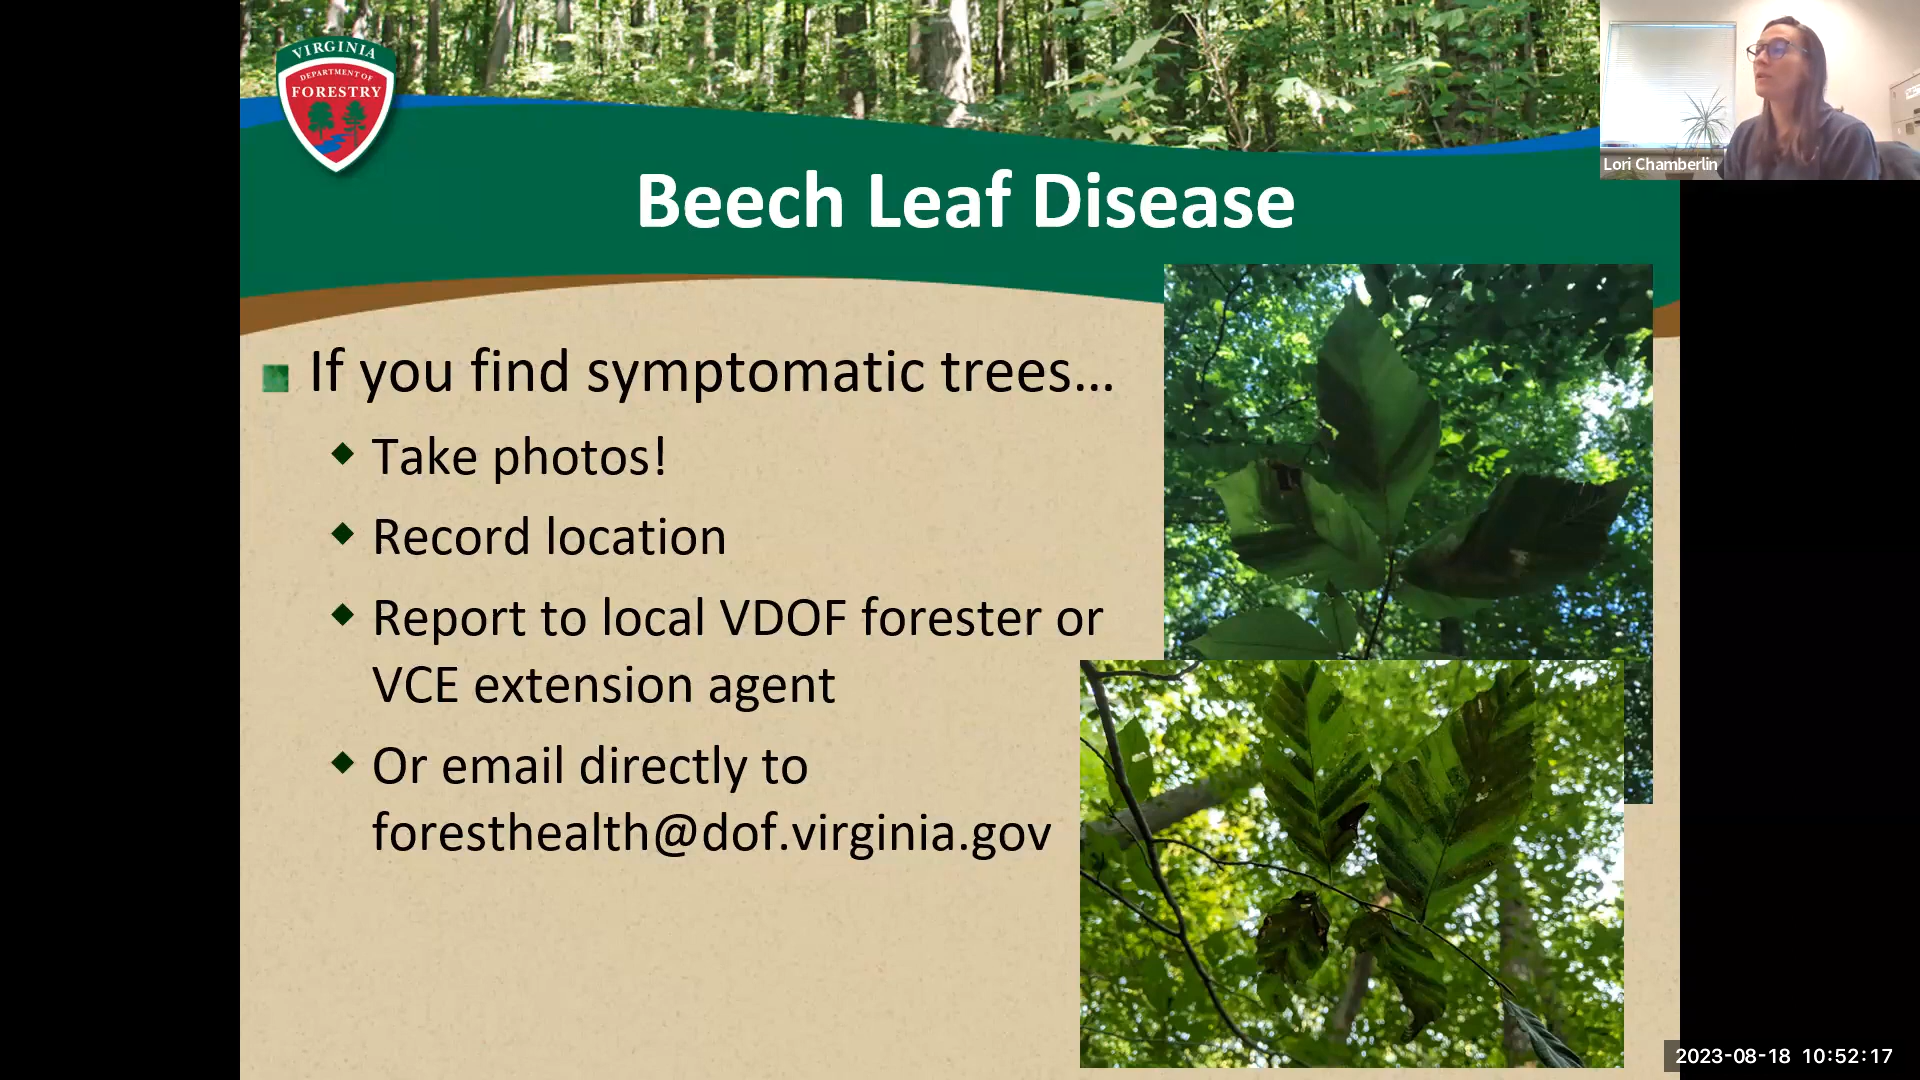 VIRGINIA
DEPARTMENT OF
FORESTRY
Lori Chamberlin
Beech Leaf Disease
If you find symptomatic trees…
Take photos!
Record location
Report to local VDOF forester or
VCE extension agent
Or email directly to
foresthealth@dof.virginia.gov
2023-08-18 10:52:17